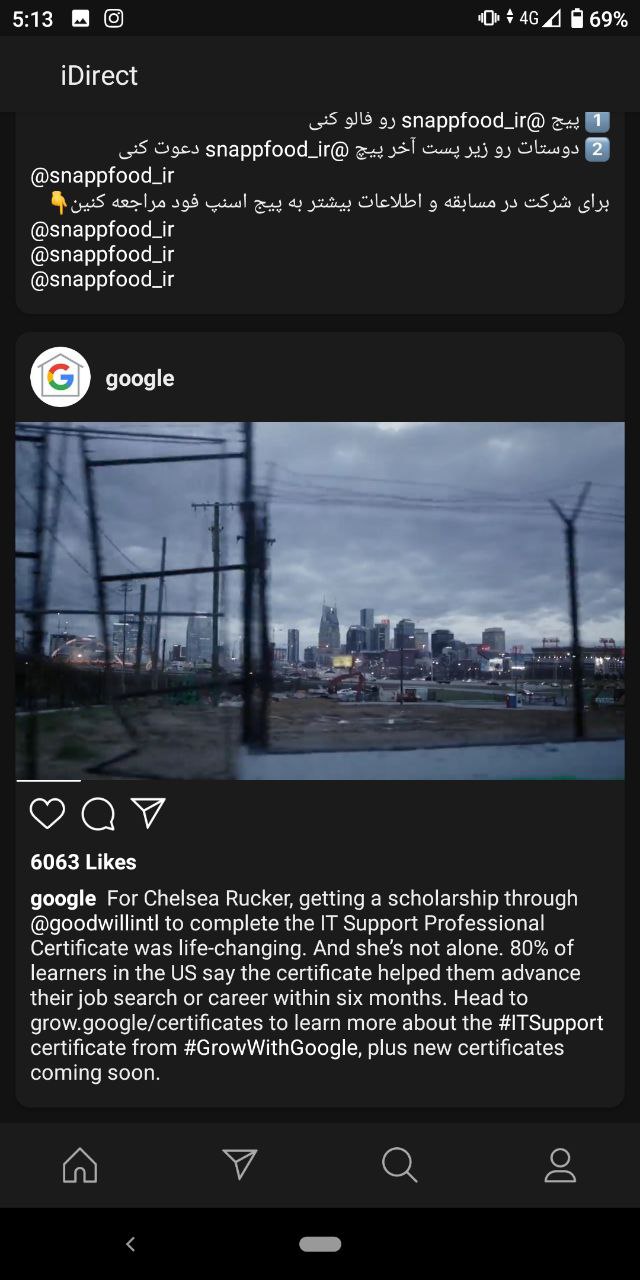 5:13
4G
69%
iDirect
1 پیج @snappfood_ir رو فالو کنی
2 دوستات رو زیر پست آخر پیج @snappfood_ir دعوت کنی
@snappfood_ir
برای شرکت در مسابقه و اطلاعات بیشتر به پیج اسنپ فود مراجعه کنین👇
@snappfood_ir
@snappfood_ir
@snappfood_ir
google
6063 Likes
google For Chelsea Rucker, getting a scholarship through
@goodwillintl to complete the IT Support Professional
Certificate was life-changing. And she’s not alone. 80% of
learners in the US say the certificate helped them advance
their job search or career within six months. Head to
grow.google/certificates to learn more about the #ITSupport
certificate from #GrowWithGoogle, plus new certificates
coming soon.